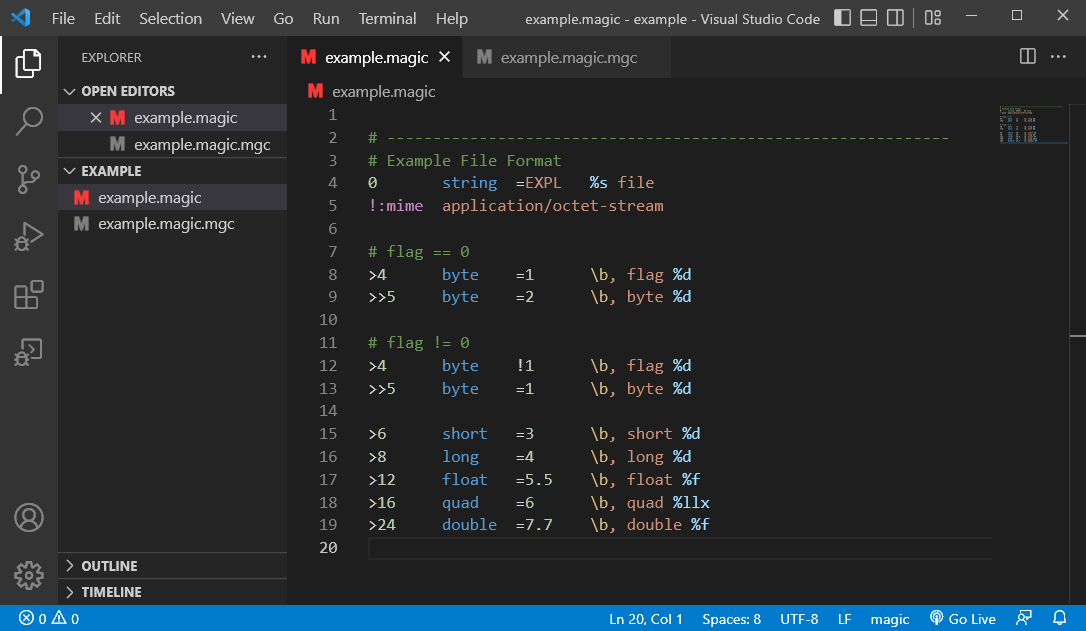 File Edit Selection View Go Run Terminal Help example.magic - example - Visual Studio Code
EXPLORER
OPEN EDITORS
M example.magic
M example.magic.mgc
EXAMPLE
M example.magic
M example.magic.mgc
OUTLINE
TIMELINE
M example.magic M example.magic.mgc
M example.magic
1
2 # -------------------------------------------------------------
3 # Example File Format
4 0 string =EXPL %s file
5 !:mime application/octet-stream
6
7 # flag == 0
8 >4 byte =1 \b, flag %d
9 >>5 byte =2 \b, byte %d
10
11 # flag != 0
12 >4 byte !1 \b, flag %d
13 >>5 byte =1 \b, byte %d
14
15 >6 short =3 \b, short %d
16 >8 long =4 \b, long %d
17 >12 float =5.5 \b, float %f
18 >16 quad =6 \b, quad %llx
19 >24 double =7.7 \b, double %f
20
0 0 Ln 20, Col 1 Spaces: 8 UTF-8 LF magic Go Live